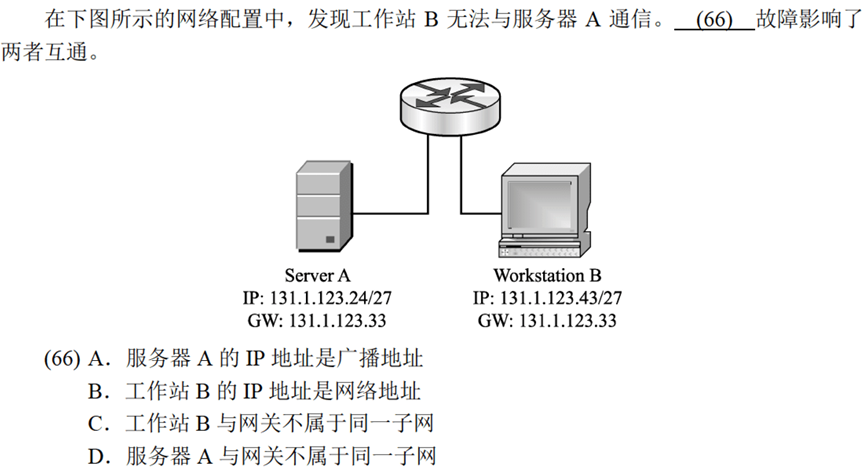 在下图所示的网络配置中，发现工作站 B 无法与服务器 A 通信。 (66) 故障影响了
两者互通。
Server A
IP: 131.1.123.24/27
GW: 131.1.123.33
Workstation B
IP: 131.1.123.43/27
GW: 131.1.123.33
(66) A．服务器 A 的 IP 地址是广播地址
B．工作站 B 的 IP 地址是网络地址
C．工作站 B 与网关不属于同一子网
D．服务器 A 与网关不属于同一子网